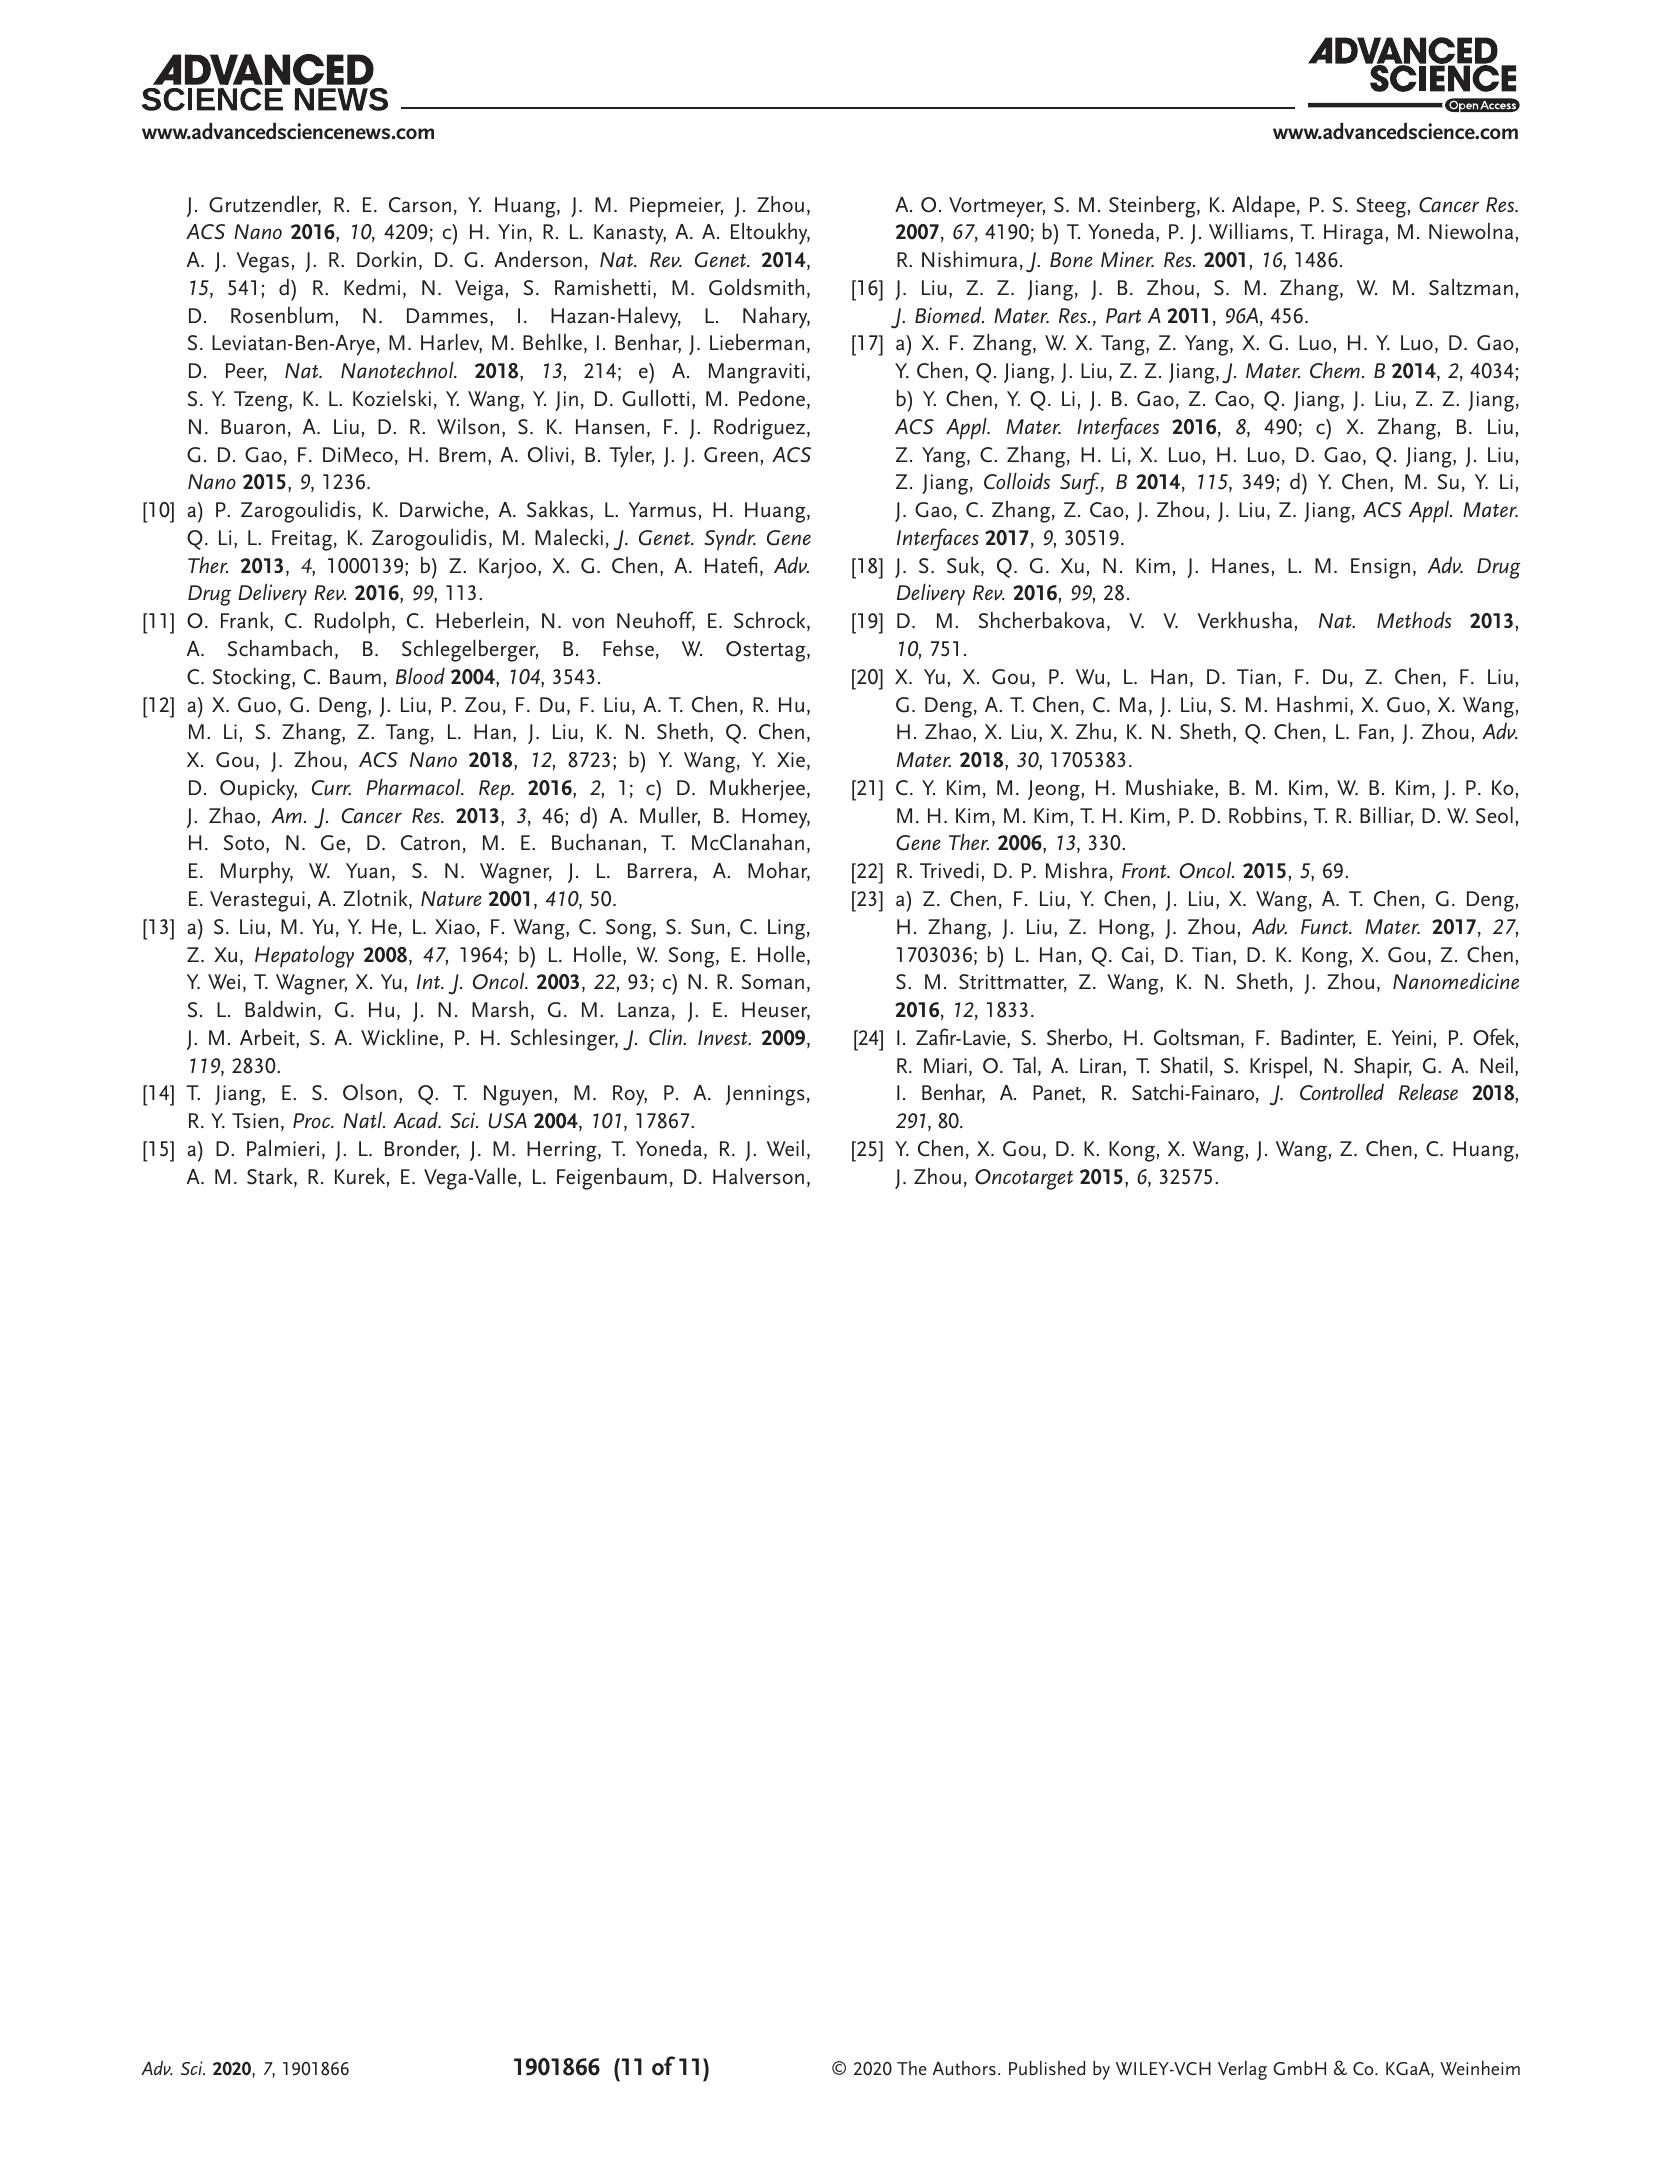 ADVANCED
SCIENCE NEWS
www.advancedsciencenews.com
ADVANCED
SCIENCE
Open Access
www.advancedscience.com
J. Grutzendler, R. E. Carson, Y. Huang, J. M. Piepmeier, J. Zhou,
ACS Nano 2016, 10, 4209; c) H. Yin, R. L. Kanasty, A. A. Eltoukhy,
A. J. Vegas, J. R. Dorkin, D. G. Anderson, Nat. Rev. Genet. 2014,
15, 541; d) R. Kedmi, N. Veiga, S. Ramishetti, M. Goldsmith,
D. Rosenblum, N. Dammes, I. Hazan-Halevy, L. Nahary,
S. Leviatan-Ben-Arye, M. Harlev, M. Behlke, I. Benhar, J. Lieberman,
D. Peer, Nat. Nanotechnol. 2018, 13, 214; e) A. Mangraviti,
S. Y. Tzeng, K. L. Kozielski, Y. Wang, Y. Jin, D. Gullotti, M. Pedone,
N. Buaron, A. Liu, D. R. Wilson, S. K. Hansen, F. J. Rodriguez,
G. D. Gao, F. DiMeco, H. Brem, A. Olivi, B. Tyler, J. J. Green, ACS
Nano 2015, 9, 1236.
[10] a) P. Zarogoulidis, K. Darwiche, A. Sakkas, L. Yarmus, H. Huang,
Q. Li, L. Freitag, K. Zarogoulidis, M. Malecki, J. Genet. Syndr. Gene
Ther. 2013, 4, 1000139; b) Z. Karjoo, X. G. Chen, A. Hatefi, Adv.
Drug Delivery Rev. 2016, 99, 113.
[11] O. Frank, C. Rudolph, C. Heberlein, N. von Neuhoff, E. Schrock,
A. Schambach, B. Schlegelberger, B. Fehse, W. Ostertag,
C. Stocking, C. Baum, Blood 2004, 104, 3543.
[12] a) X. Guo, G. Deng, J. Liu, P. Zou, F. Du, F. Liu, A. T. Chen, R. Hu,
M. Li, S. Zhang, Z. Tang, L. Han, J. Liu, K. N. Sheth, Q. Chen,
X. Gou, J. Zhou, ACS Nano 2018, 12, 8723; b) Y. Wang, Y. Xie,
D. Oupicky, Curr. Pharmacol. Rep. 2016, 2, 1; c) D. Mukherjee,
J. Zhao, Am. J. Cancer Res. 2013, 3, 46; d) A. Muller, B. Homey,
H. Soto, N. Ge, D. Catron, M. E. Buchanan, T. McClanahan,
E. Murphy, W. Yuan, S. N. Wagner, J. L. Barrera, A. Mohar,
E. Verastegui, A. Zlotnik, Nature 2001, 410, 50.
[13] a) S. Liu, M. Yu, Y. He, L. Xiao, F. Wang, C. Song, S. Sun, C. Ling,
Z. Xu, Hepatology 2008, 47, 1964; b) L. Holle, W. Song, E. Holle,
Y. Wei, T. Wagner, X. Yu, Int. J. Oncol. 2003, 22, 93; c) N. R. Soman,
S. L. Baldwin, G. Hu, J. N. Marsh, G. M. Lanza, J. E. Heuser,
J. M. Arbeit, S. A. Wickline, P. H. Schlesinger, J. Clin. Invest. 2009,
119, 2830.
[14] T. Jiang, E. S. Olson, Q. T. Nguyen, M. Roy, P. A. Jennings,
R. Y. Tsien, Proc. Natl. Acad. Sci. USA 2004, 101, 17867.
[15] a) D. Palmieri, J. L. Bronder, J. M. Herring, T. Yoneda, R. J. Weil,
A. M. Stark, R. Kurek, E. Vega-Valle, L. Feigenbaum, D. Halverson,
A. O. Vortmeyer, S. M. Steinberg, K. Aldape, P. S. Steeg, Cancer Res.
2007, 67, 4190; b) T. Yoneda, P. J. Williams, T. Hiraga, M. Niewolna,
R. Nishimura, J. Bone Miner. Res. 2001, 16, 1486.
[16] J. Liu, Z. Z. Jiang, J. B. Zhou, S. M. Zhang, W. M. Saltzman,
J. Biomed. Mater. Res., Part A 2011, 96A, 456.
[17] a) X. F. Zhang, W. X. Tang, Z. Yang, X. G. Luo, H. Y. Luo, D. Gao,
Y. Chen, Q. Jiang, J. Liu, Z. Z. Jiang, J. Mater. Chem. B 2014, 2, 4034;
b) Y. Chen, Y. Q. Li, J. B. Gao, Z. Cao, Q. Jiang, J. Liu, Z. Z. Jiang,
ACS Appl. Mater. Interfaces 2016, 8, 490; c) X. Zhang, B. Liu,
Z. Yang, C. Zhang, H. Li, X. Luo, H. Luo, D. Gao, Q. Jiang, J. Liu,
Z. Jiang, Colloids Surf., B 2014, 115, 349; d) Y. Chen, M. Su, Y. Li,
J. Gao, C. Zhang, Z. Cao, J. Zhou, J. Liu, Z. Jiang, ACS Appl. Mater.
Interfaces 2017, 9, 30519.
[18] J. S. Suk, Q. G. Xu, N. Kim, J. Hanes, L. M. Ensign, Adv. Drug
Delivery Rev. 2016, 99, 28.
[19] D. M. Shcherbakova, V. V. Verkhusha, Nat. Methods 2013,
10, 751.
[20] X. Yu, X. Gou, P. Wu, L. Han, D. Tian, F. Du, Z. Chen, F. Liu,
G. Deng, A. T. Chen, C. Ma, J. Liu, S. M. Hashmi, X. Guo, X. Wang,
H. Zhao, X. Liu, X. Zhu, K. N. Sheth, Q. Chen, L. Fan, J. Zhou, Adv.
Mater. 2018, 30, 1705383.
[21] C. Y. Kim, M. Jeong, H. Mushiake, B. M. Kim, W. B. Kim, J. P. Ko,
M. H. Kim, M. Kim, T. H. Kim, P. D. Robbins, T. R. Billiar, D. W. Seol,
Gene Ther. 2006, 13, 330.
[22] R. Trivedi, D. P. Mishra, Front. Oncol. 2015, 5, 69.
[23] a) Z. Chen, F. Liu, Y. Chen, J. Liu, X. Wang, A. T. Chen, G. Deng,
H. Zhang, J. Liu, Z. Hong, J. Zhou, Adv. Funct. Mater. 2017, 27,
1703036; b) L. Han, Q. Cai, D. Tian, D. K. Kong, X. Gou, Z. Chen,
S. M. Strittmatter, Z. Wang, K. N. Sheth, J. Zhou, Nanomedicine
2016, 12, 1833.
[24] I. Zafir-Lavie, S. Sherbo, H. Goltsman, F. Badinter, E. Yeini, P. Ofek,
R. Miari, O. Tal, A. Liran, T. Shatil, S. Krispel, N. Shapir, G. A. Neil,
I. Benhar, A. Panet, R. Satchi-Fainaro, J. Controlled Release 2018,
291, 80.
[25] Y. Chen, X. Gou, D. K. Kong, X. Wang, J. Wang, Z. Chen, C. Huang,
J. Zhou, Oncotarget 2015, 6, 32575.
Adv. Sci. 2020, 7, 1901866
1901866 (11 of 11)
© 2020 The Authors. Published by WILEY-VCH Verlag GmbH & Co. KGaA, Weinheim